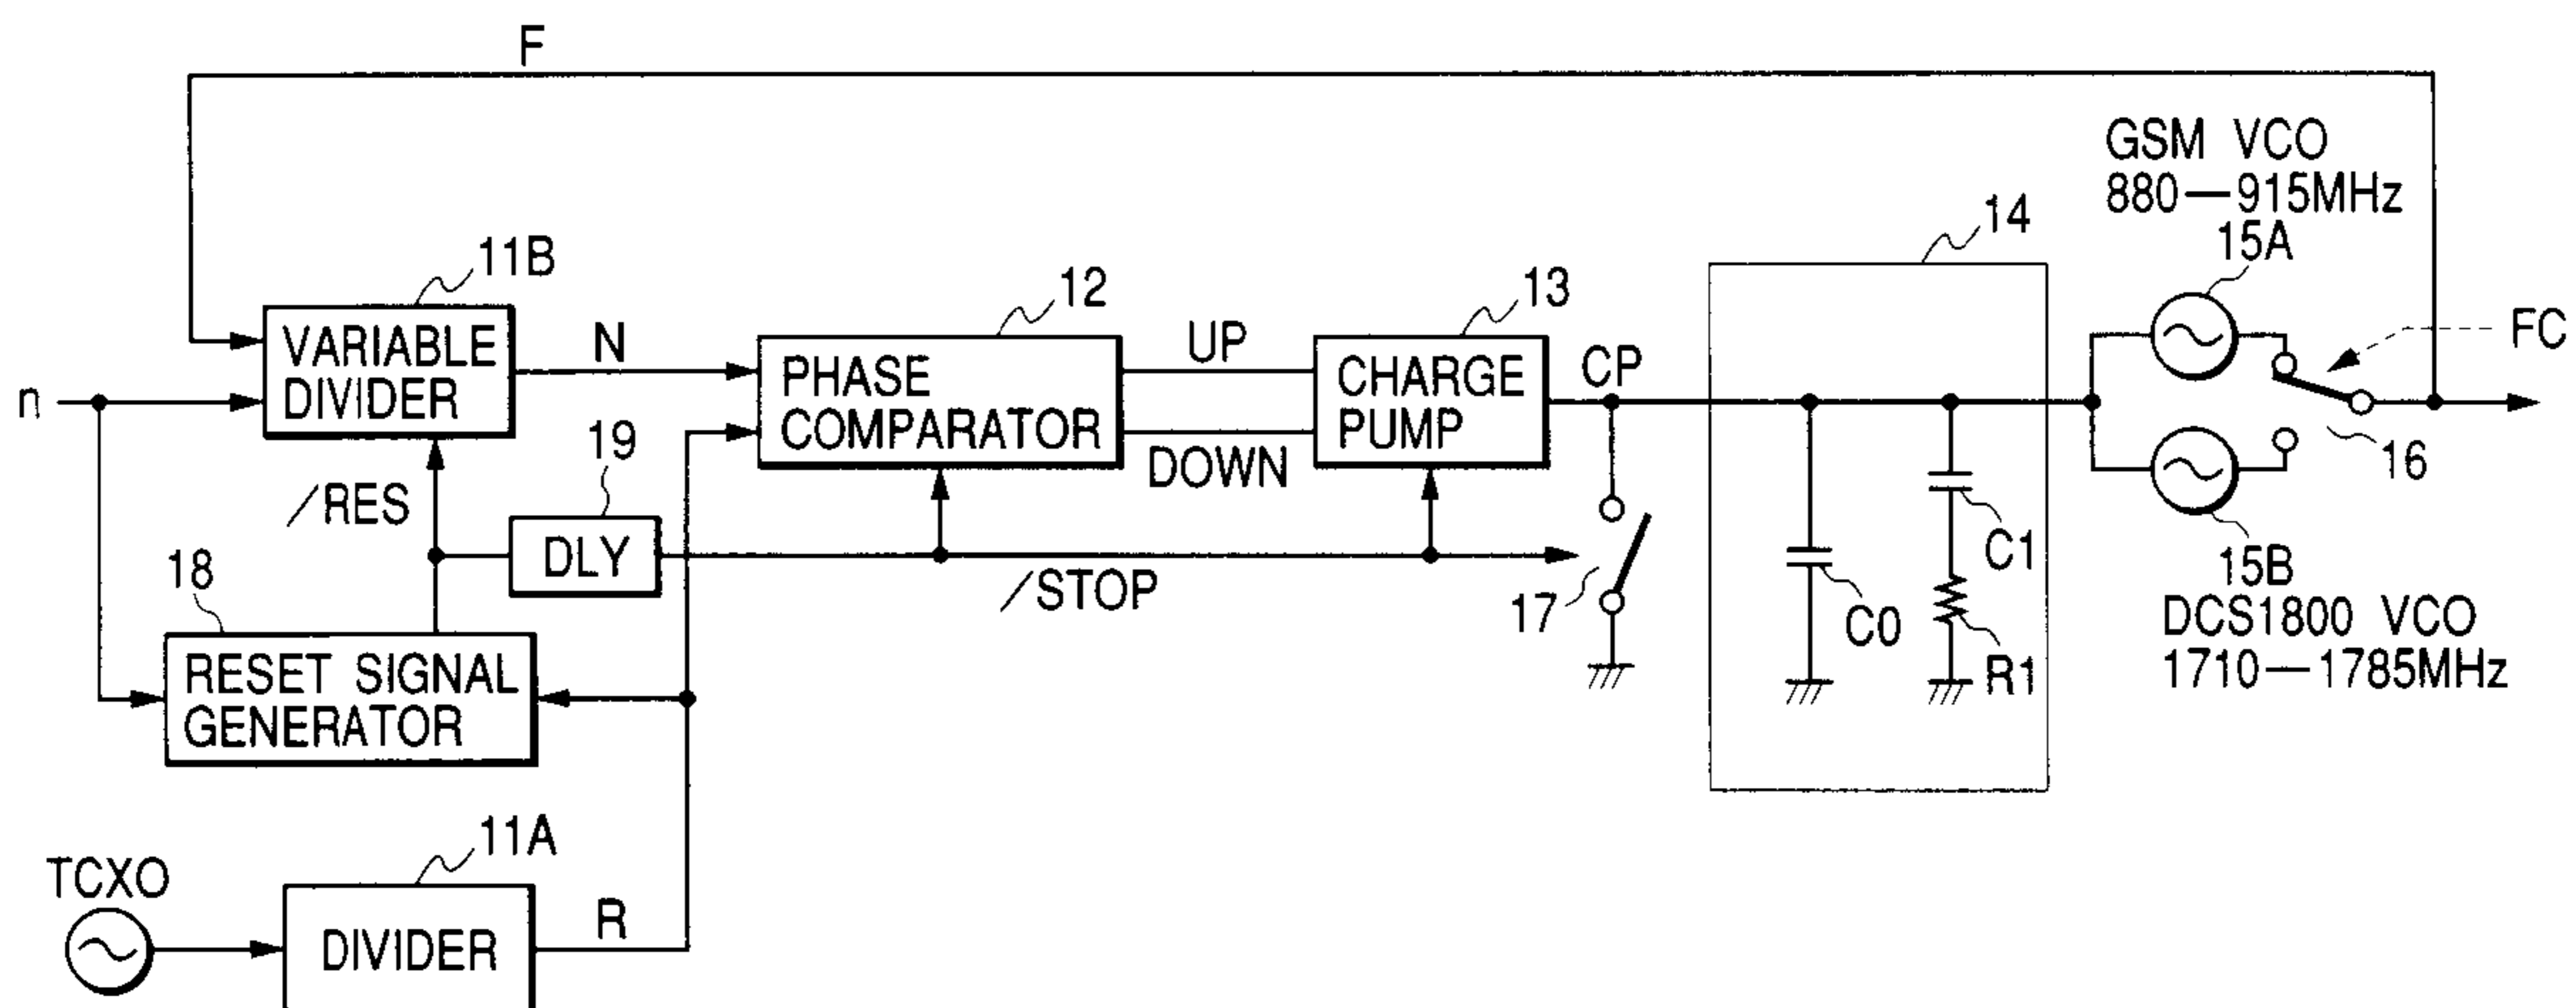 F
GSM VCO
880—915MHz
15A
14
11B
12
13
FC
VARIABLE
DIVIDER
N
PHASE
COMPARATOR
UP
DOWN
CHARGE
PUMP
CP
n
16
19
/RES
DLY
/STOP
17
C0
C1
R1
15B
DCS1800 VCO
1710—1785MHz
18
RESET SIGNAL
GENERATOR
11A
TCXO
DIVIDER
R